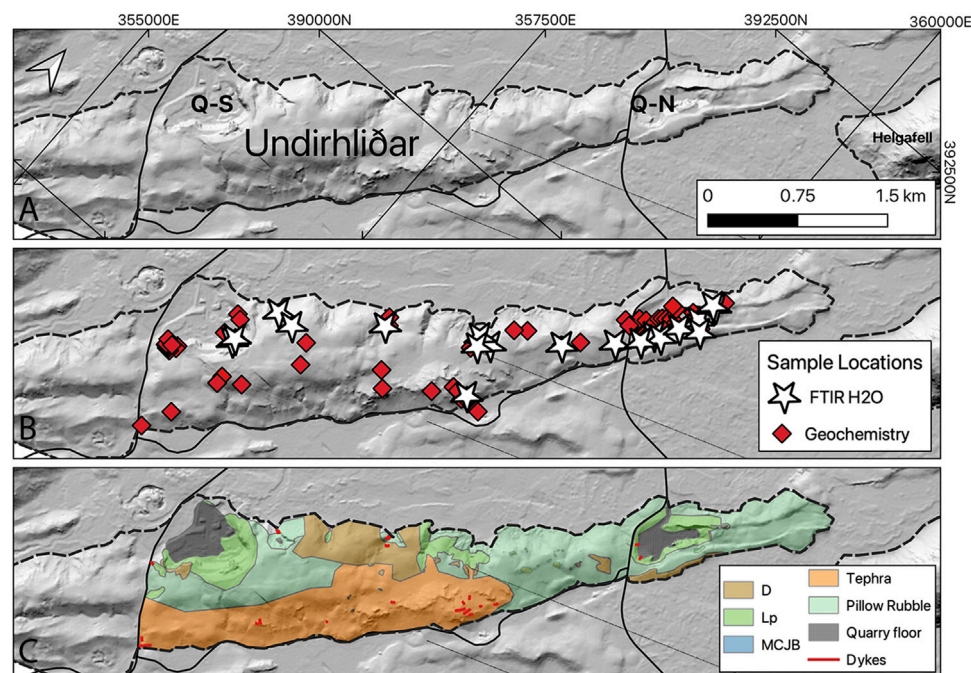 355000E 390000N 357500E 392500N 360000E
Q-S
Q-N
Undirhliðar
Helgafell
392500N
0 0.75 1.5 km
A
B
Sample Locations
FTIR H2O
Geochemistry
C
D
Lp
MCJB
Tephra
Pillow Rubble
Quarry floor
Dykes